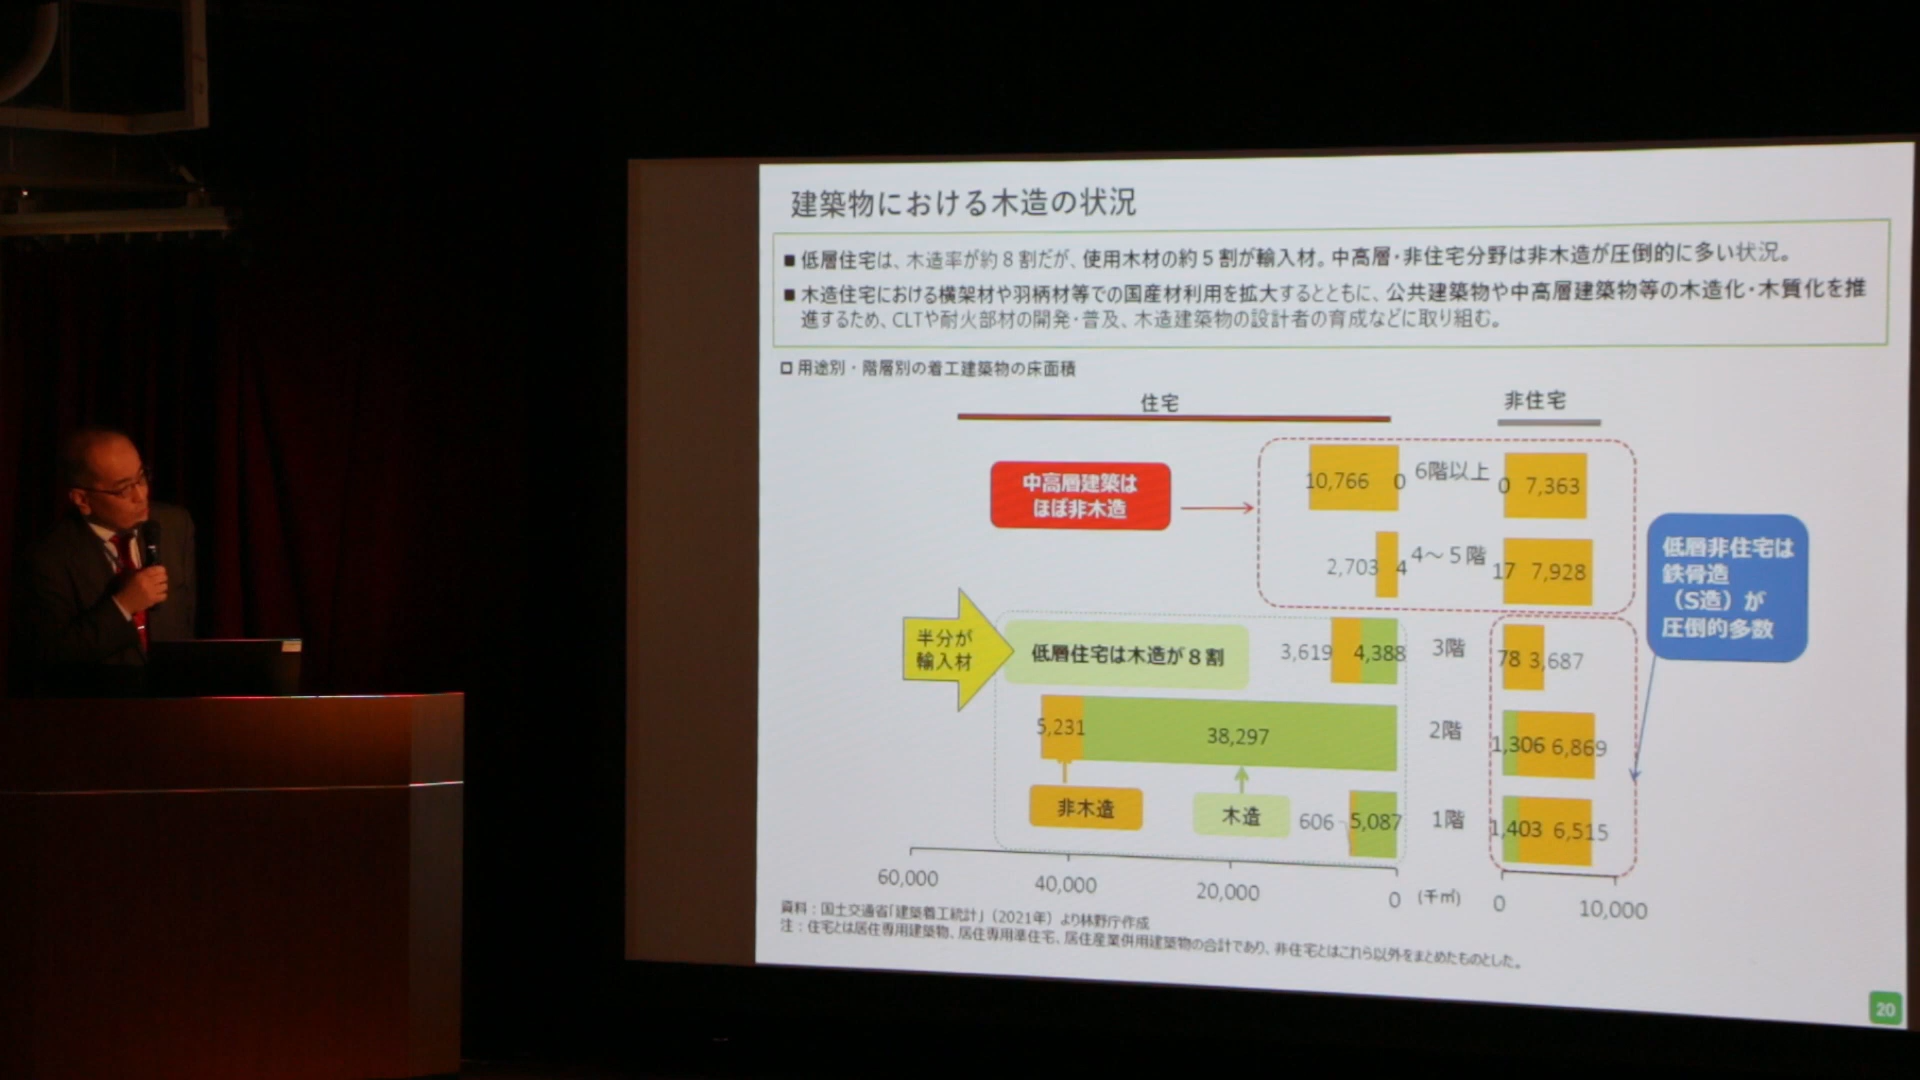 建築物における木造の状況
■ 低層住宅は、木造率が約８割だが、使用木材の約５割が輸入材。中高層・非住宅分野は非木造が圧倒的に多い状況。
■ 木造住宅における横架材や羽柄材等での国産材利用を拡大するとともに、公共建築物や中高層建築物等の木造化・木質化を推
進するため、CLTや耐火部材の開発・普及、木造建築物の設計者の育成などに取り組む。
□ 用途別・階層別の着工建築物の床面積
住宅
非住宅
中高層建築は
ほぼ非木造
10,766 0 6階以上 0 7,363
2,703 4 4～５階 17 7,928
低層非住宅は
鉄骨造
（S造）が
圧倒的多数
半分が
輸入材
低層住宅は木造が８割
3,619 4,388 3階 78 3,687
5,231 38,297 2階 1,306 6,869
非木造
木造
606 5,087 1階 1,403 6,515
60,000 40,000 20,000 0 (千㎡) 0 10,000
資料：国土交通省「建築着工統計」（2021年）より林野庁作成
注：住宅とは居住専用建築物、居住専用準住宅、居住産業併用建築物の合計であり、非住宅とはこれら以外をまとめたものとした。
20